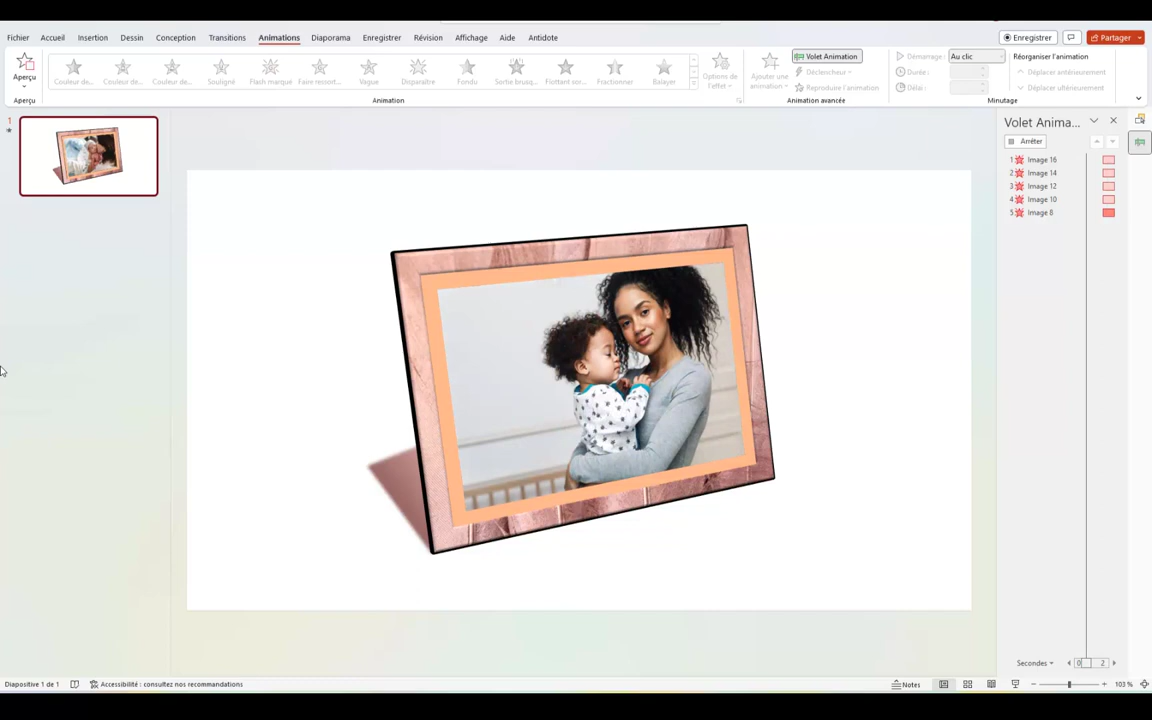 Fichier Accueil Insertion Dessin Conception Transitions Animations Diaporama Enregistrer Révision Affichage Aide Antidote
Enregistrer
Partager
Aperçu
Aperçu
Couleur de... Couleur de... Couleur de... Souligné Flash marqué Faire ressort... Vague Disparaître Fondu Sortie brusq... Flottant sor... Fractionner Balayer
Animation
Options de l'effet
Ajouter une animation
Volet Animation
Déclencheur
Reproduire l'animation
Animation avancée
Démarrage : Au clic
Durée :
Délai :
Réorganiser l'animation
Déplacer antérieurement
Déplacer ultérieurement
Minutage
1
Volet Anima...
Arrêter
1 Image 16
2 Image 14
3 Image 12
4 Image 10
5 Image 8
Secondes 0 2
Diapositive 1 de 1
Accessibilité : consultez nos recommandations
Notes
103 %